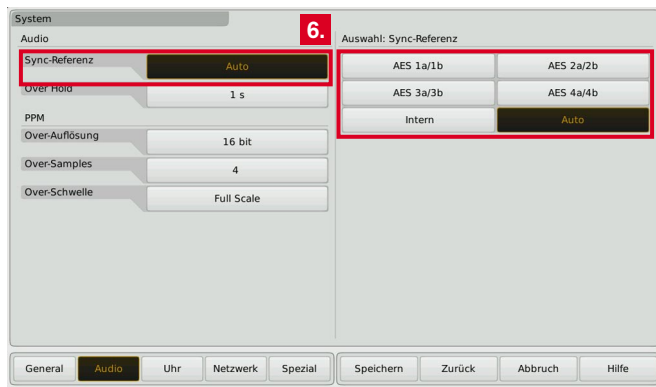 System
Audio
6.
Auswahl: Sync-Referenz
Sync-Referenz
Auto
AES 1a/1b
AES 2a/2b
Over Hold
1 s
AES 3a/3b
AES 4a/4b
PPM
Intern
Auto
Over-Auflösung
16 bit
Over-Samples
4
Over-Schwelle
Full Scale
General
Audio
Uhr
Netzwerk
Spezial
Speichern
Zurück
Abbruch
Hilfe